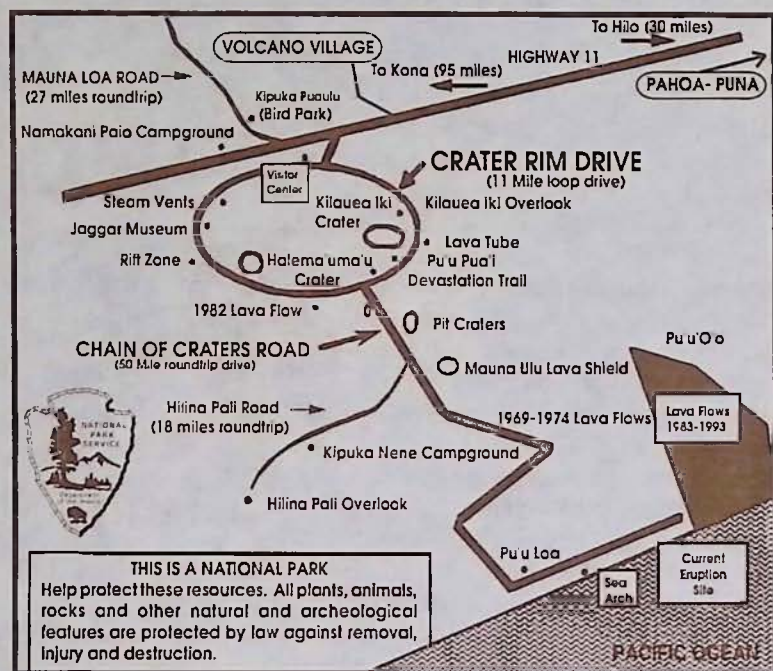 To Hilo (30 miles)
VOLCANO VILLAGE
HIGHWAY 11
To Kona (95 miles)
PAHOA- PUNA
MAUNA LOA ROAD
(27 miles roundtrip)
Kipuka Puaulu
(Bird Park)
Namakani Paio Campground
CRATER RIM DRIVE
(11 Mile loop drive)
Visitor
Center
Steam Vents
Kilauea Iki
Crater
Kilauea Iki Overlook
Jaggar Museum
Lava Tube
Rift Zone
Halema'uma'u
Crater
Pu'u Pua'i
Devastation Trail
1982 Lava Flow
Pit Craters
CHAIN OF CRATERS ROAD
(50 Mile roundtrip drive)
Pu'u'O'o
Mauna Ulu Lava Shield
Hilina Pali Road
(18 miles roundtrip)
1969-1974 Lava Flows
Lava Flows
1983-1993
NATIONAL
PARK
SERVICE
Department
of the Interior
Kipuka Nene Campground
Hilina Pali Overlook
Pu'u Loa
Sea
Arch
Current
Eruption
Site
PACIFIC OCEAN
THIS IS A NATIONAL PARK
Help protect these resources. All plants, animals,
rocks and other natural and archeological
features are protected by law against removal,
injury and destruction.